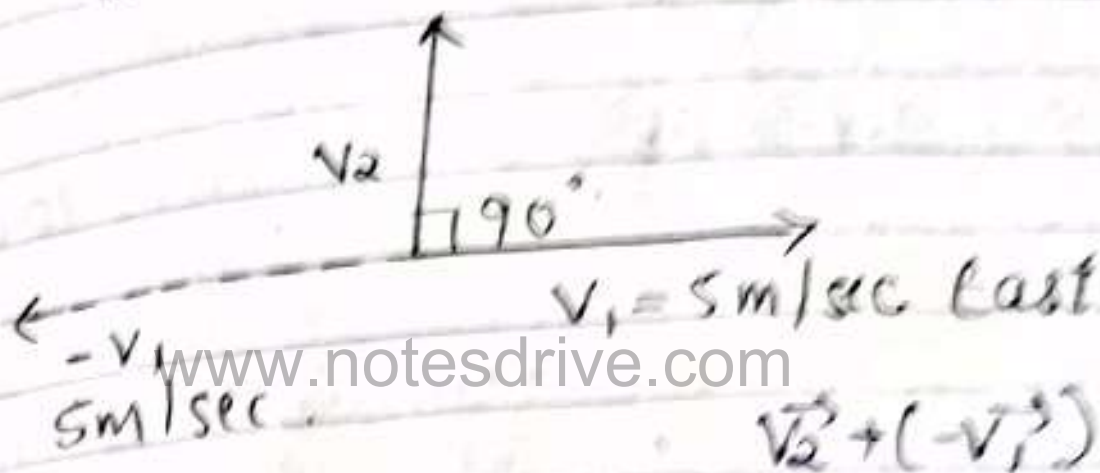 V2
90°
V1 = 5m/sec East
-V1
www.notesdrive.com
5m/sec.
V2 + (-V1)